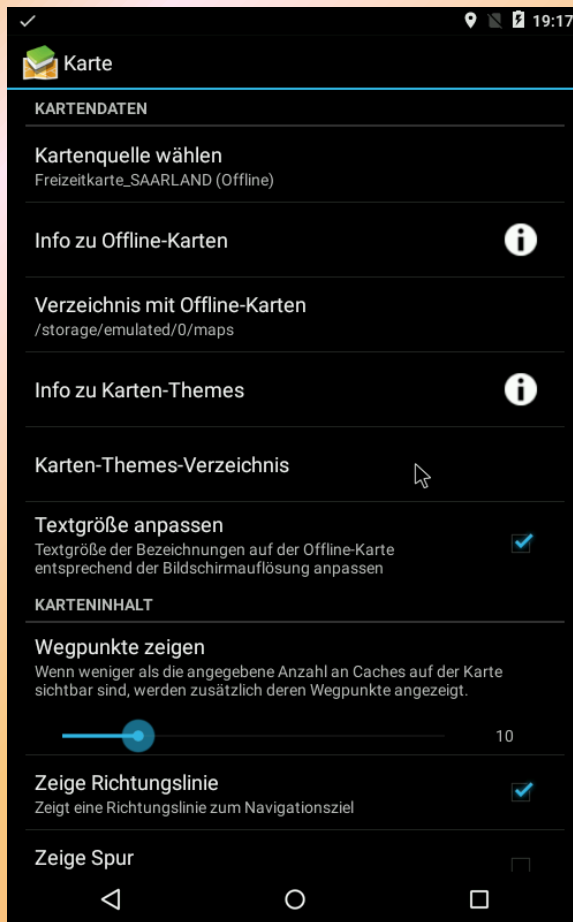 19:17
Karte
KARTENDATEN
Kartenquelle wählen
Freizeitkarte_SAARLAND (Offline)
Info zu Offline-Karten
Verzeichnis mit Offline-Karten
/storage/emulated/0/maps
Info zu Karten-Themes
Karten-Themes-Verzeichnis
Textgröße anpassen
Textgröße der Bezeichnungen auf der Offline-Karte
entsprechend der Bildschirmauflösung anpassen
KARTENINHALT
Wegpunkte zeigen
Wenn weniger als die angegebene Anzahl an Caches auf der Karte
sichtbar sind, werden zusätzlich deren Wegpunkte angezeigt.
10
Zeige Richtungslinie
Zeigt eine Richtungslinie zum Navigationsziel
Zeige Spur